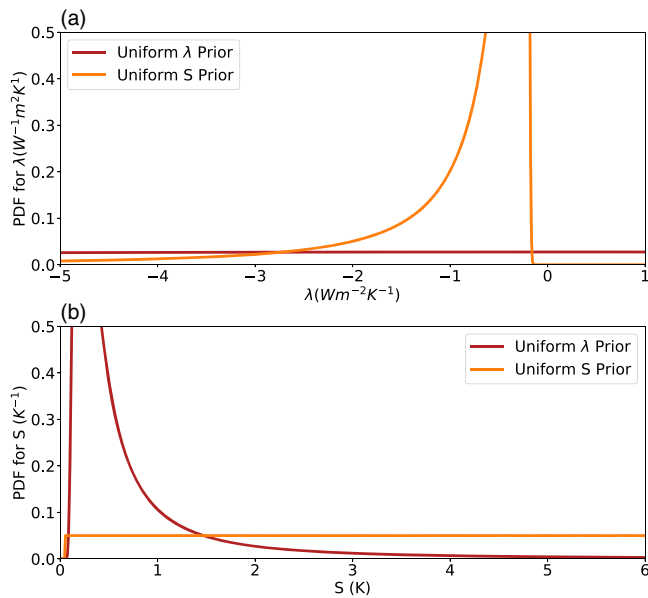 (a)
Uniform λ Prior
Uniform S Prior
PDF for λ(W⁻¹m²K¹)
0.5
0.4
0.3
0.2
0.1
0.0
−5 −4 −3 −2 −1 0 1
λ(Wm⁻²K⁻¹)
(b)
Uniform λ Prior
Uniform S Prior
PDF for S (K⁻¹)
0.5
0.4
0.3
0.2
0.1
0.0
0 1 2 3 4 5 6
S (K)